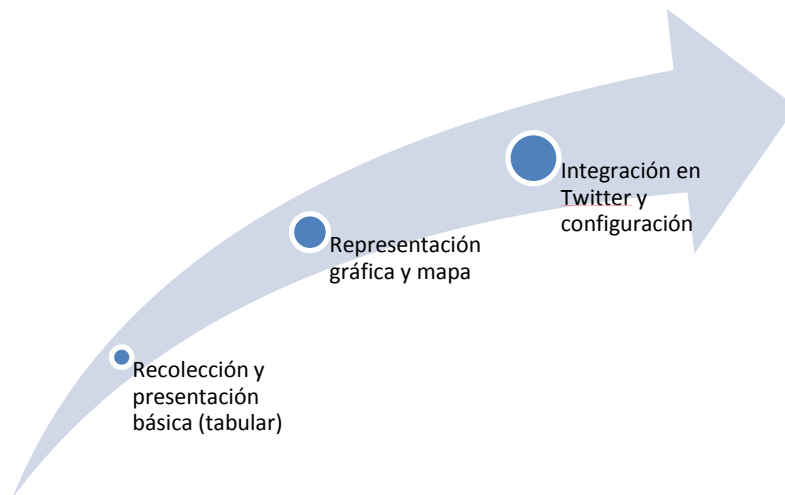 Integración en
Twitter y
configuración
Representación
gráfica y mapa
Recolección y
presentación
básica (tabular)